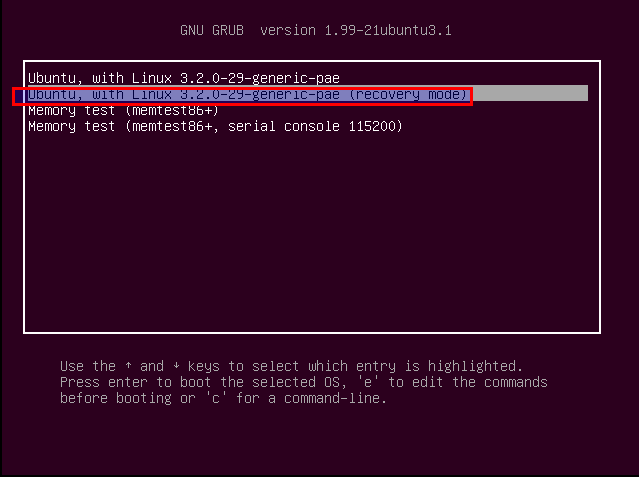 GNU GRUB  version 1.99-21ubuntu3.1
Ubuntu, with Linux 3.2.0-29-generic-pae
Ubuntu, with Linux 3.2.0-29-generic-pae (recovery mode)
Memory test (memtest86+)
Memory test (memtest86+, serial console 115200)
Use the ↑ and ↓ keys to select which entry is highlighted.
Press enter to boot the selected OS, 'e' to edit the commands
before booting or 'c' for a command-line.